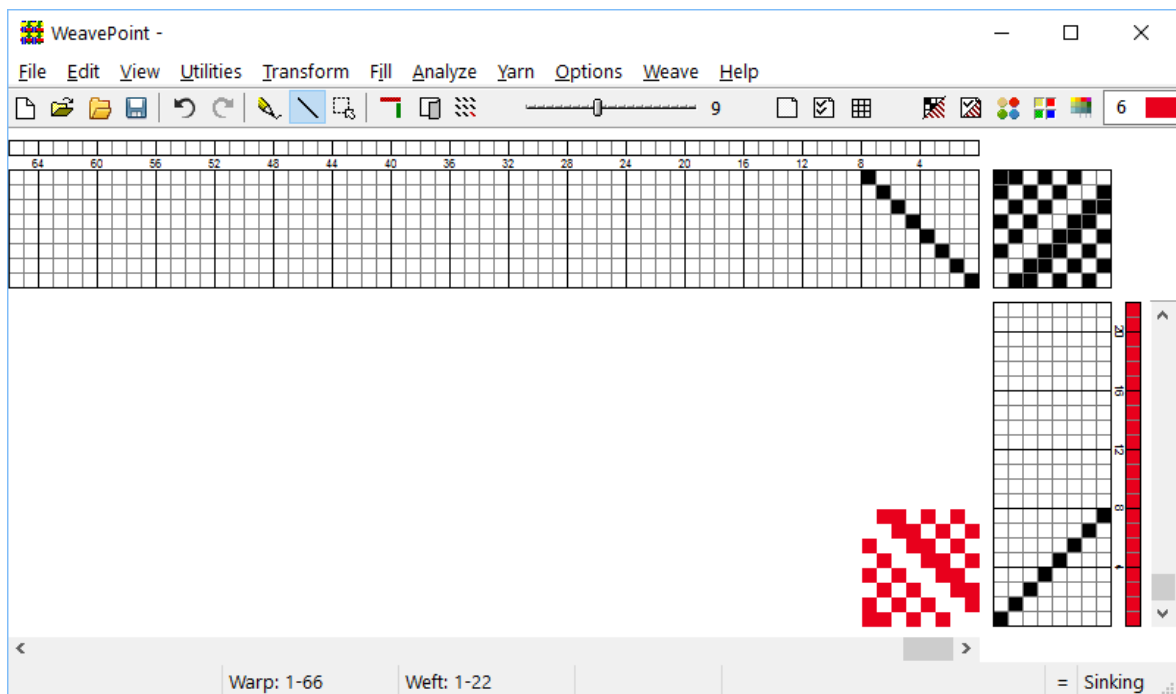 WeavePoint -
File Edit View Utilities Transform Fill Analyze Yarn Options Weave Help
9 6
64 60 56 52 48 44 40 36 32 28 24 20 16 12 8 4
20
16
12
8
4
Warp: 1-66 Weft: 1-22 = Sinking